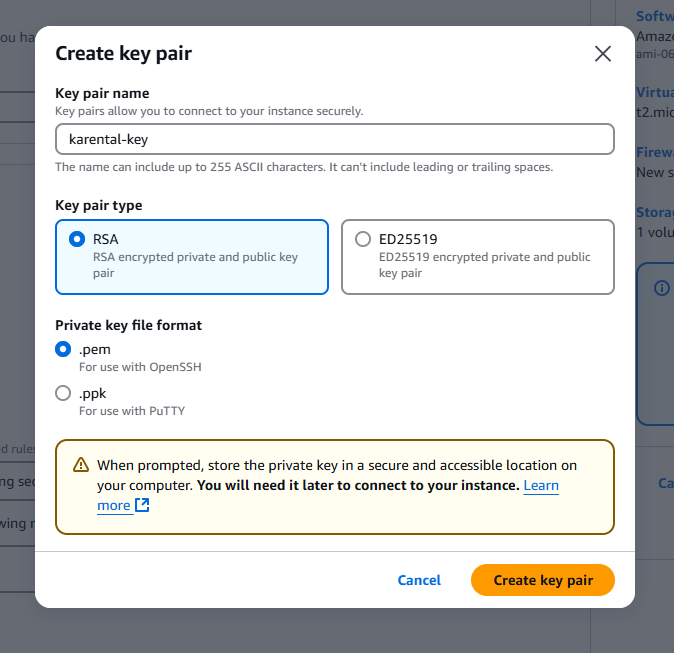 Create key pair
Key pair name
Key pairs allow you to connect to your instance securely.
karental-key
The name can include up to 255 ASCII characters. It can't include leading or trailing spaces.
Key pair type
RSA
RSA encrypted private and public key
pair
ED25519
ED25519 encrypted private and public
key pair
Private key file format
.pem
For use with OpenSSH
.ppk
For use with PuTTY
When prompted, store the private key in a secure and accessible location on
your computer. You will need it later to connect to your instance. Learn
more
Cancel
Create key pair
ou ha
d rules
ng sec
wing r
Softw
Amazo
ami-06
Virtua
t2.mic
Firewa
New s
Storag
1 volu
Ca